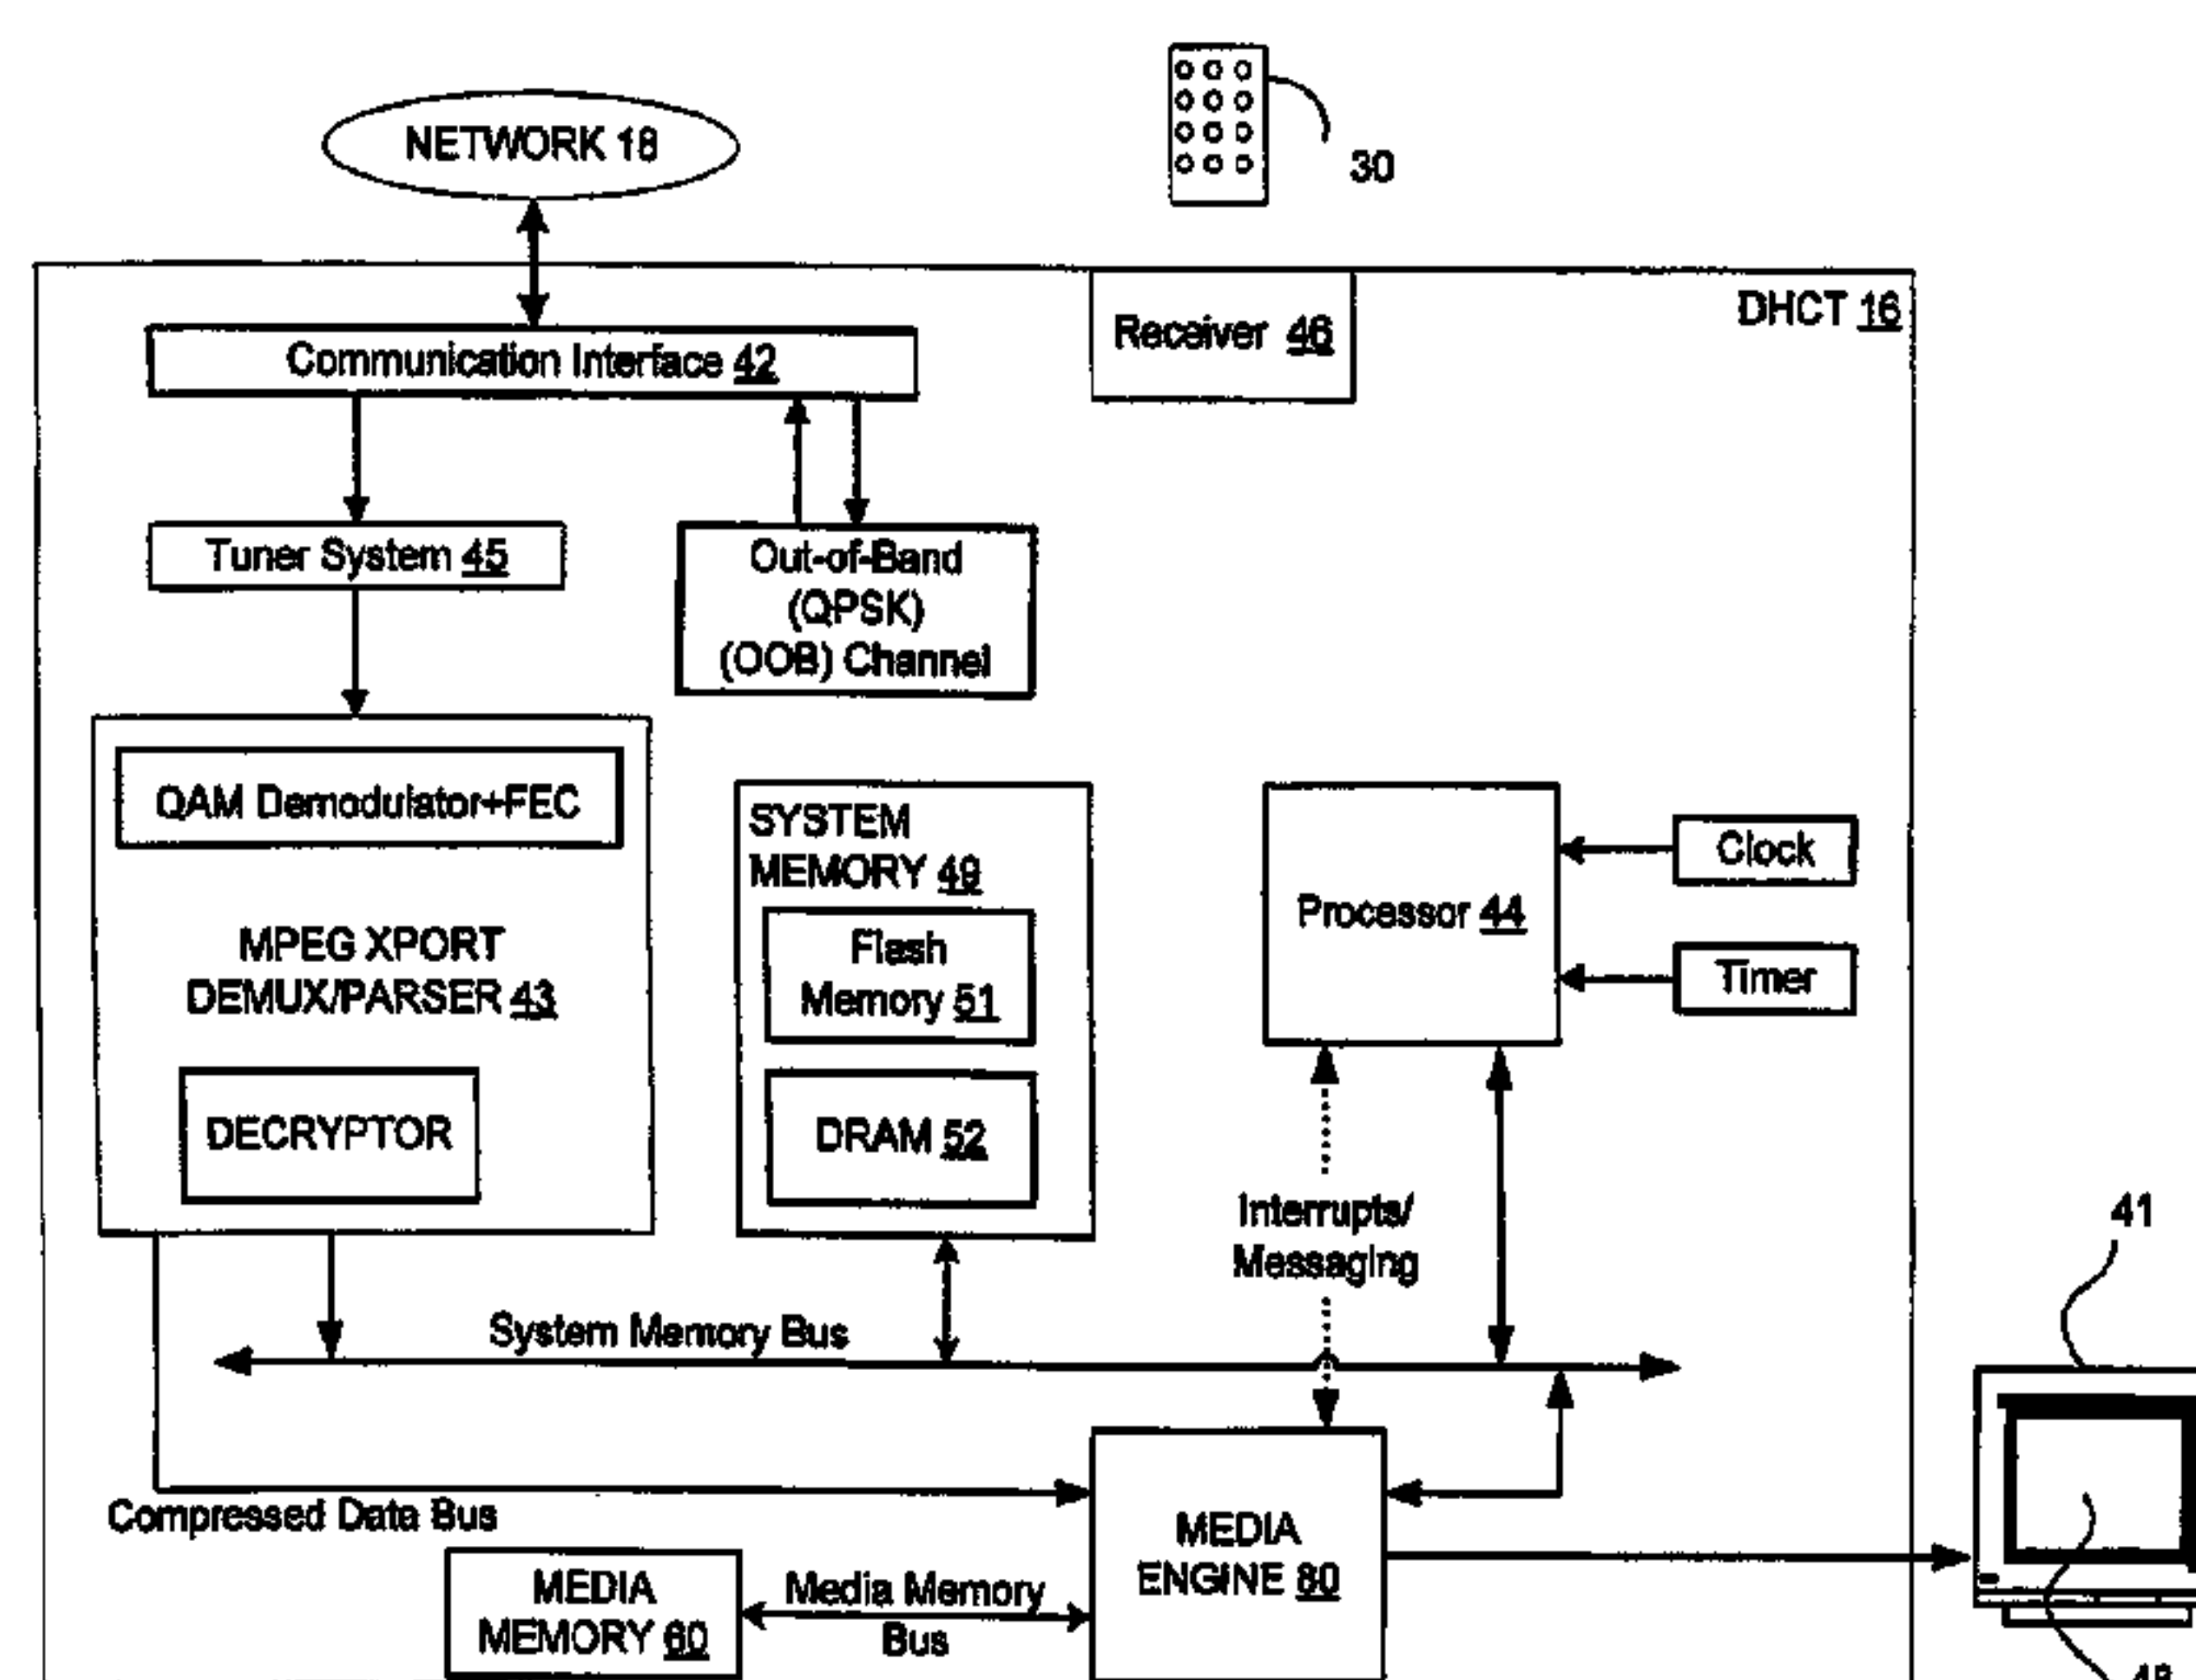 NETWORK 18
30
DHCT 16
Receiver 46
Communication Interface 42
Tuner System 45
Out-of-Band
(QPSK)
(OOB) Channel
QAM Demodulator+FEC
MPEG XPORT
DEMUX/PARSER 43
DECRYPTOR
SYSTEM
MEMORY 49
Flash
Memory 51
DRAM 52
Processor 44
Clock
Timer
Interrupts/
Messaging
41
System Memory Bus
Compressed Data Bus
MEDIA
ENGINE 80
MEDIA
MEMORY 60
Media Memory
Bus